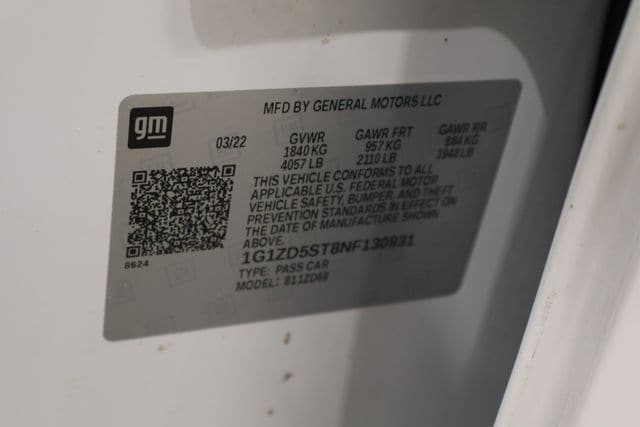 gm
MFD BY GENERAL MOTORS LLC
03/22
GVWR
1840 KG
4057 LB
GAWR FRT
957 KG
2110 LB
GAWR RR
884 KG
1948 LB
THIS VEHICLE CONFORMS TO ALL
APPLICABLE U.S. FEDERAL MOTOR
VEHICLE SAFETY, BUMPER, AND THEFT
PREVENTION STANDARDS IN EFFECT ON
THE DATE OF MANUFACTURE SHOWN
ABOVE.
1G1ZD5ST8NF130931
TYPE: PASS CAR
MODEL: 811ZD69
8624